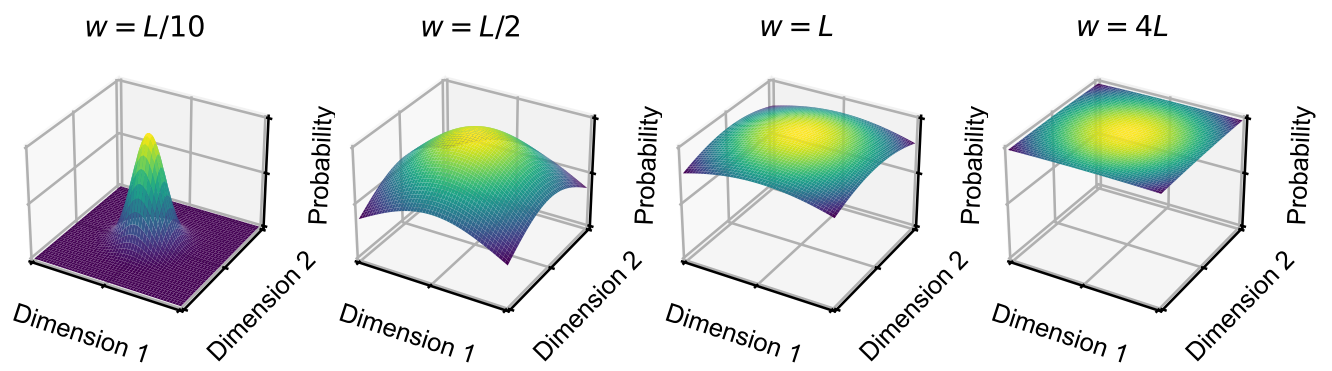 w = L/10
w = L/2
w = L
w = 4L
Probability
Probability
Probability
Probability
Dimension 1
Dimension 2
Dimension 1
Dimension 2
Dimension 1
Dimension 2
Dimension 1
Dimension 2